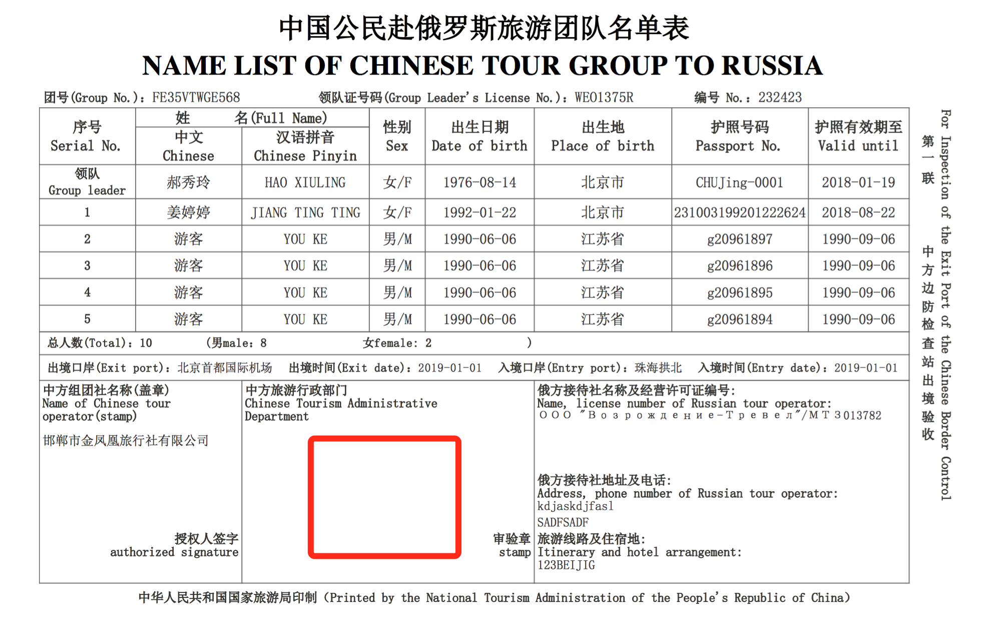 中国公民赴俄罗斯旅游团队名单表
NAME LIST OF CHINESE TOUR GROUP TO RUSSIA
团号(Group No.): FE35VTWGE568 领队证号码(Group Leader's License No.): WEO1375R 编号 No.: 232423
序号 Serial No. 姓 名(Full Name) 性别 Sex 出生日期 Date of birth 出生地 Place of birth 护照号码 Passport No. 护照有效期至 Valid until
中文 Chinese 汉语拼音 Chinese Pinyin
领队 Group leader 郝秀玲 HAO XIULING 女/F 1976-08-14 北京市 CHUJing-0001 2018-01-19
1 姜婷婷 JIANG TING TING 女/F 1992-01-22 北京市 231003199201222624 2018-08-22
2 游客 YOU KE 男/M 1990-06-06 江苏省 g20961897 1990-09-06
3 游客 YOU KE 男/M 1990-06-06 江苏省 g20961896 1990-09-06
4 游客 YOU KE 男/M 1990-06-06 江苏省 g20961895 1990-09-06
5 游客 YOU KE 男/M 1990-06-06 江苏省 g20961894 1990-09-06
总人数(Total): 10 (男male: 8 女female: 2 )
出境口岸(Exit port): 北京首都国际机场 出境时间(Exit date): 2019-01-01 入境口岸(Entry port): 珠海拱北 入境时间(Entry date): 2019-01-01
中方组团社名称(盖章)
Name of Chinese tour
operator(stamp)
邯郸市金凤凰旅行社有限公司
授权人签字
authorized signature
中方旅游行政部门
Chinese Tourism Administrative
Department
审验章
stamp
俄方接待社名称及经营许可证编号:
Name, license number of Russian tour operator:
ООО "Возрождение-Тревел"/МТ3013782
俄方接待社地址及电话:
Address, phone number of Russian tour operator:
kdjaskdjfasl
SADFSADF
旅游线路及住宿地:
Itinerary and hotel arrangement:
123BEIJIG
第一联 中方边防检查站出境验收
For Inspection of the Exit Port of the Chinese Border Control
中华人民共和国国家旅游局印制（Printed by the National Tourism Administration of the People's Republic of China）